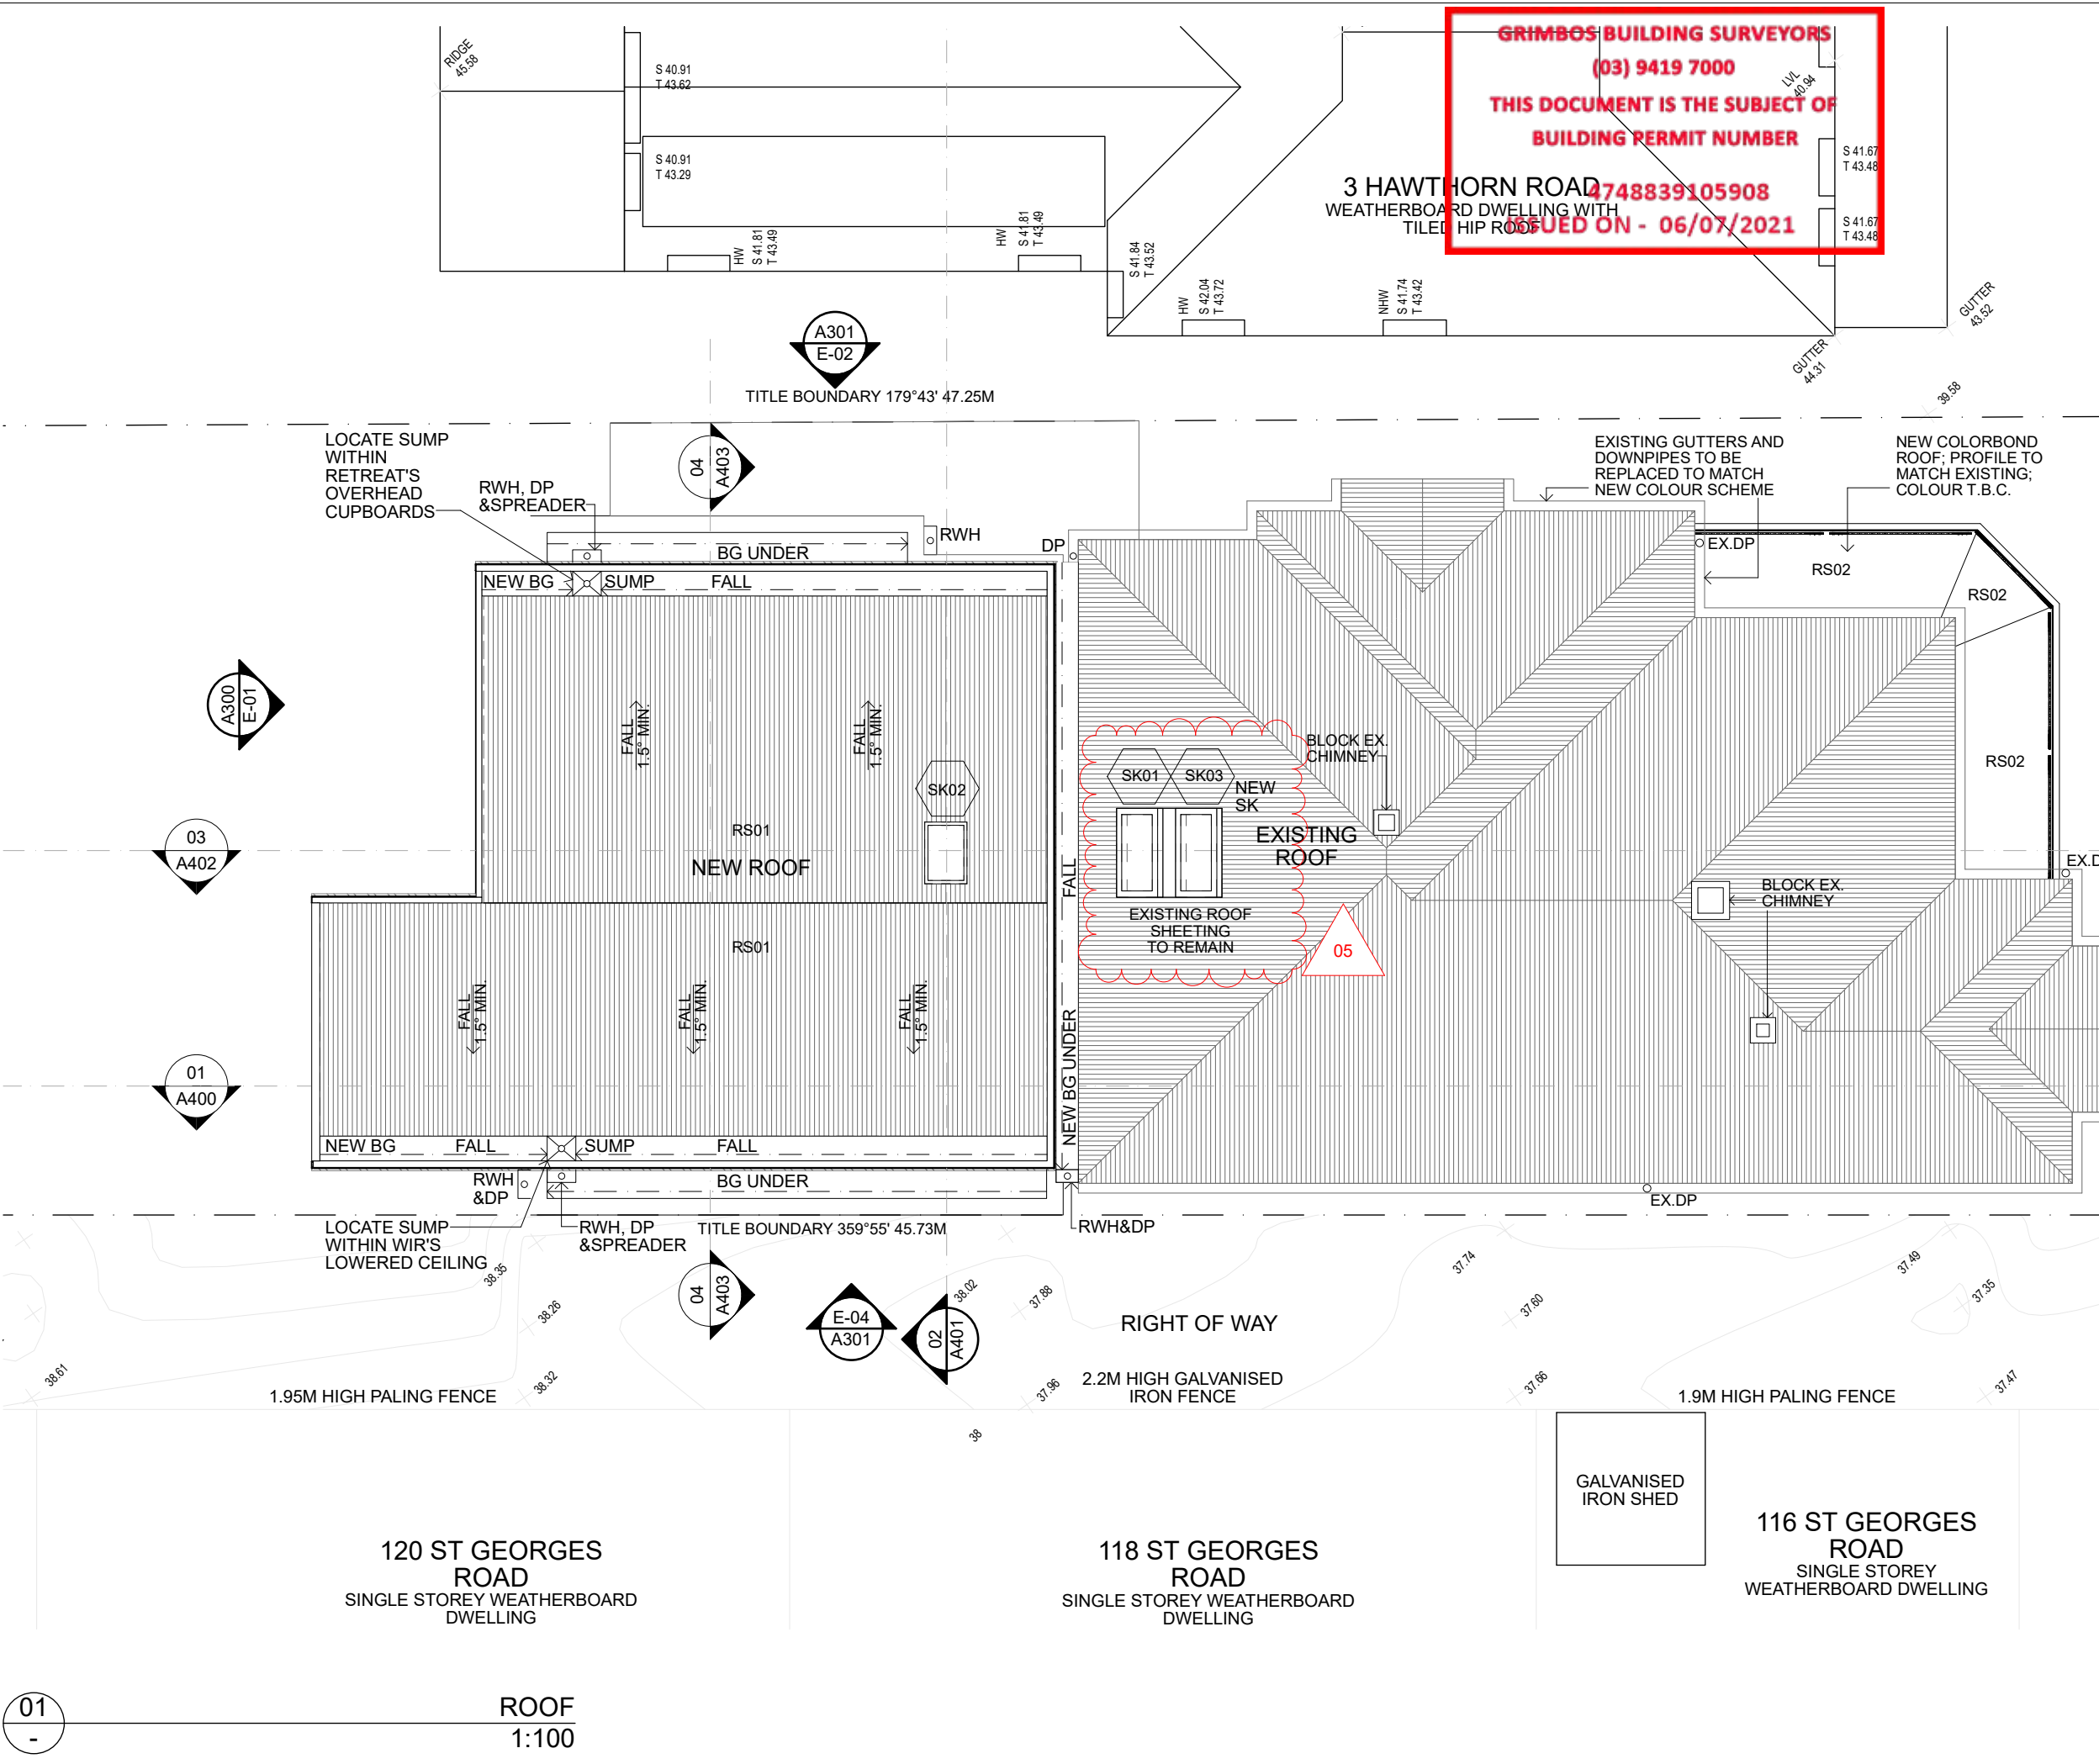 GRIMBOS BUILDING SURVEYORS
(03) 9419 7000
THIS DOCUMENT IS THE SUBJECT OF
BUILDING PERMIT NUMBER
4748839105908
ISSUED ON - 06/07/2021
RIDGE
45.58
S 40.91
T 43.62
S 40.91
T 43.29
LVL
40.94
S 41.67
T 43.48
S 41.67
T 43.48
3 HAWTHORN ROAD
WEATHERBOARD DWELLING WITH
TILED HIP ROOF
HW
S 41.81
T 43.49
HW
S 41.81
T 43.49
S 41.84
T 43.52
HW
S 42.04
T 43.72
NHW
S 41.74
T 43.42
GUTTER
43.52
GUTTER
44.31
39.58
A301
E-02
TITLE BOUNDARY 179°43' 47.25M
LOCATE SUMP
WITHIN
RETREAT'S
OVERHEAD
CUPBOARDS
RWH, DP
&SPREADER
04
A403
EXISTING GUTTERS AND
DOWNPIPES TO BE
REPLACED TO MATCH
NEW COLOUR SCHEME
NEW COLORBOND
ROOF; PROFILE TO
MATCH EXISTING;
COLOUR T.B.C.
RWH
DP
BG UNDER
EX.DP
RS02
RS02
NEW BG
SUMP
FALL
A300
E-01
FALL
1.5° MIN.
FALL
1.5° MIN.
SK02
SK01
SK03
NEW
SK
BLOCK EX.
CHIMNEY
RS02
03
A402
RS01
NEW ROOF
EXISTING
ROOF
FALL
EX.D
BLOCK EX.
CHIMNEY
EXISTING ROOF
SHEETING
TO REMAIN
05
RS01
FALL
1.5° MIN.
FALL
1.5° MIN.
FALL
1.5° MIN.
NEW BG UNDER
01
A400
NEW BG
FALL
SUMP
FALL
RWH
&DP
BG UNDER
EX.DP
LOCATE SUMP
WITHIN WIR'S
LOWERED CEILING
RWH, DP
&SPREADER
TITLE BOUNDARY 359°55' 45.73M
RWH&DP
38.35
38.26
04
A403
E-04
A301
02
A401
38.02
37.88
RIGHT OF WAY
37.74
37.60
37.49
37.35
38.61
1.95M HIGH PALING FENCE
38.32
37.96
2.2M HIGH GALVANISED
IRON FENCE
37.66
1.9M HIGH PALING FENCE
37.47
38
GALVANISED
IRON SHED
120 ST GEORGES
ROAD
SINGLE STOREY WEATHERBOARD
DWELLING
118 ST GEORGES
ROAD
SINGLE STOREY WEATHERBOARD
DWELLING
116 ST GEORGES
ROAD
SINGLE STOREY
WEATHERBOARD DWELLING
01
-
ROOF
1:100